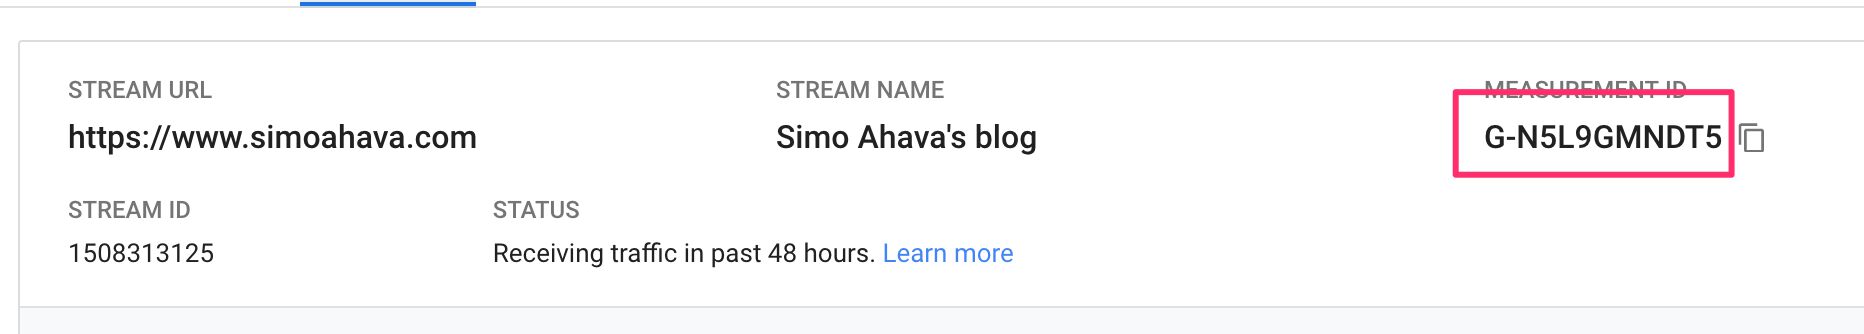 STREAM URL
STREAM NAME
MEASUREMENT ID
https://www.simoahava.com
Simo Ahava's blog
G-N5L9GMNDT5
STREAM ID
STATUS
1508313125
Receiving traffic in past 48 hours. Learn more